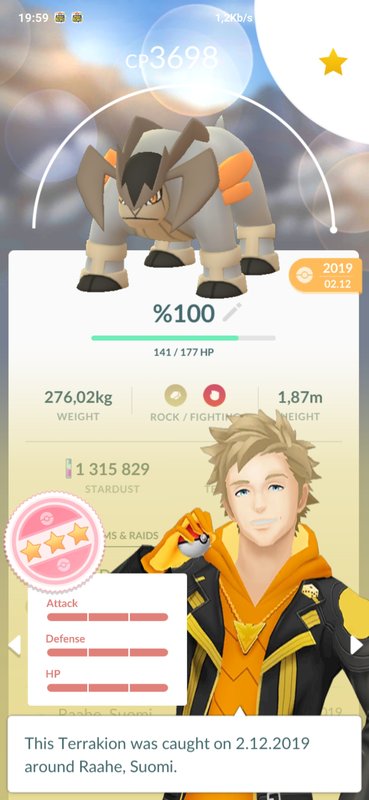 19:59
1,2Kb/s
CP3698
2019
02.12
%100
141 / 177 HP
276,02kg
WEIGHT
ROCK / FIGHTING
1,87m
HEIGHT
1 315 829
STARDUST
MS & RAIDS
Attack
Defense
HP
Raahe, Suomi
2019
This Terrakion was caught on 2.12.2019
around Raahe, Suomi.